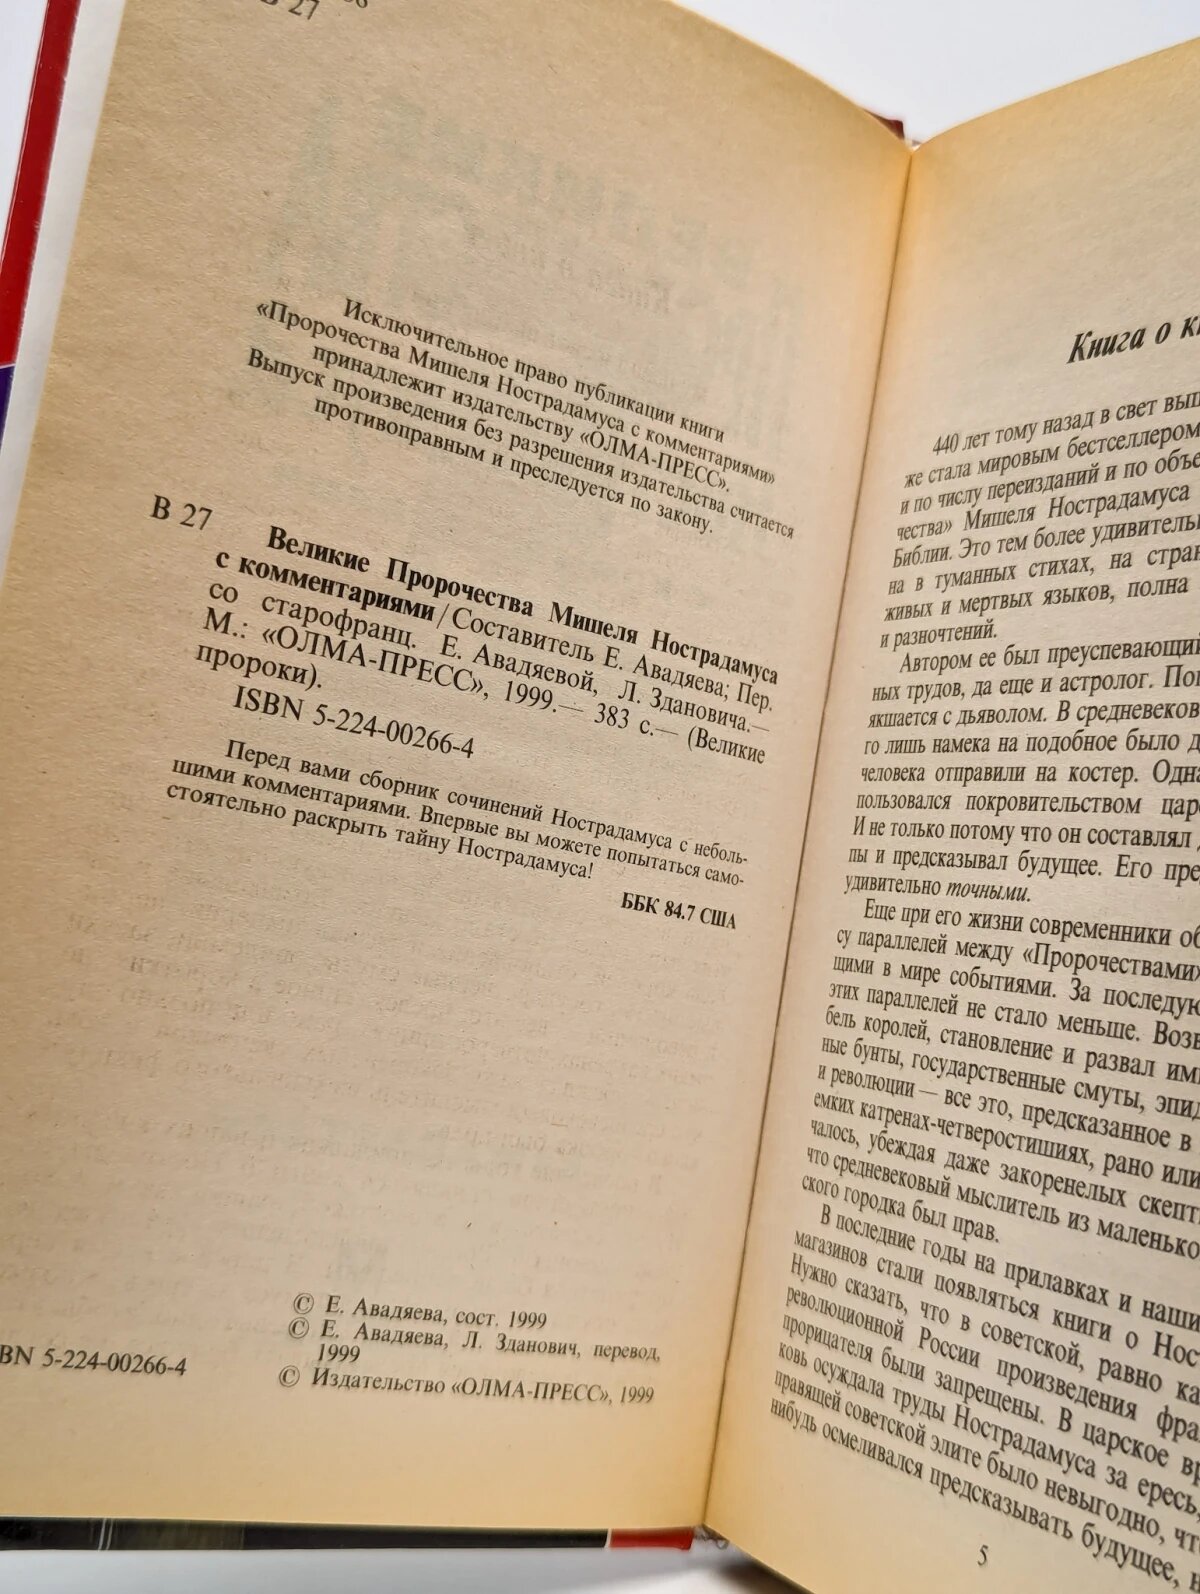 В 27
Исключительное право публикации книги
«Пророчества Мишеля Нострадамуса с комментариями»
принадлежит издательству «ОЛМА-ПРЕСС».
Выпуск произведения без разрешения издательства считается
противоправным и преследуется по закону.
В 27
Великие Пророчества Мишеля Нострадамуса
с комментариями/Составитель Е. Авадяева; Пер.
со старофранц. Е. Авадяевой, Л. Здановича.—
М.: «ОЛМА-ПРЕСС», 1999.— 383 с.— (Великие
пророки).
ISBN 5-224-00266-4
Перед вами сборник сочинений Нострадамуса с неболь-
шими комментариями. Впервые вы можете попытаться само-
стоятельно раскрыть тайну Нострадамуса!
ББК 84.7 США
© Е. Авадяева, сост. 1999
© Е. Авадяева, Л. Зданович, перевод,
1999
© Издательство «ОЛМА-ПРЕСС», 1999
BN 5-224-00266-4
Книга о
440 лет тому назад в свет выш
же стала мировым бестселлером
и по числу переизданий и по объе
чества» Мишеля Нострадамуса
Библии. Это тем более удивитель
на в туманных стихах, на стран
живых и мертвых языков, полна
и разночтений.
Автором ее был преуспевающий
ных трудов, да еще и астролог. Пог
якшается с дьяволом. В средневеков
го лишь намека на подобное было д
человека отправили на костер. Одна
пользовался покровительством цар
И не только потому что он составлял
пы и предсказывал будущее. Его пре
удивительно точными.
Еще при его жизни современники об
су параллелей между «Пророчествами»
щими в мире событиями. За последую
этих параллелей не стало меньше. Возв
бель королей, становление и развал имп
ные бунты, государственные смуты, эпид
и революции — все это, предсказанное в
емких катренах-четверостишиях, рано или
чалось, убеждая даже закоренелых скепт
что средневековый мыслитель из маленько
ского городка был прав.
В последние годы на прилавках и наши
магазинов стали появляться книги о Нос
Нужно сказать, что в советской, равно ка
революционной России произведения фра
прорицателя были запрещены. В царское вр
ковь осуждала труды Нострадамуса за ересь,
правящей советской элите было невыгодно, чт
нибудь осмеливался предсказывать будущее, н
5